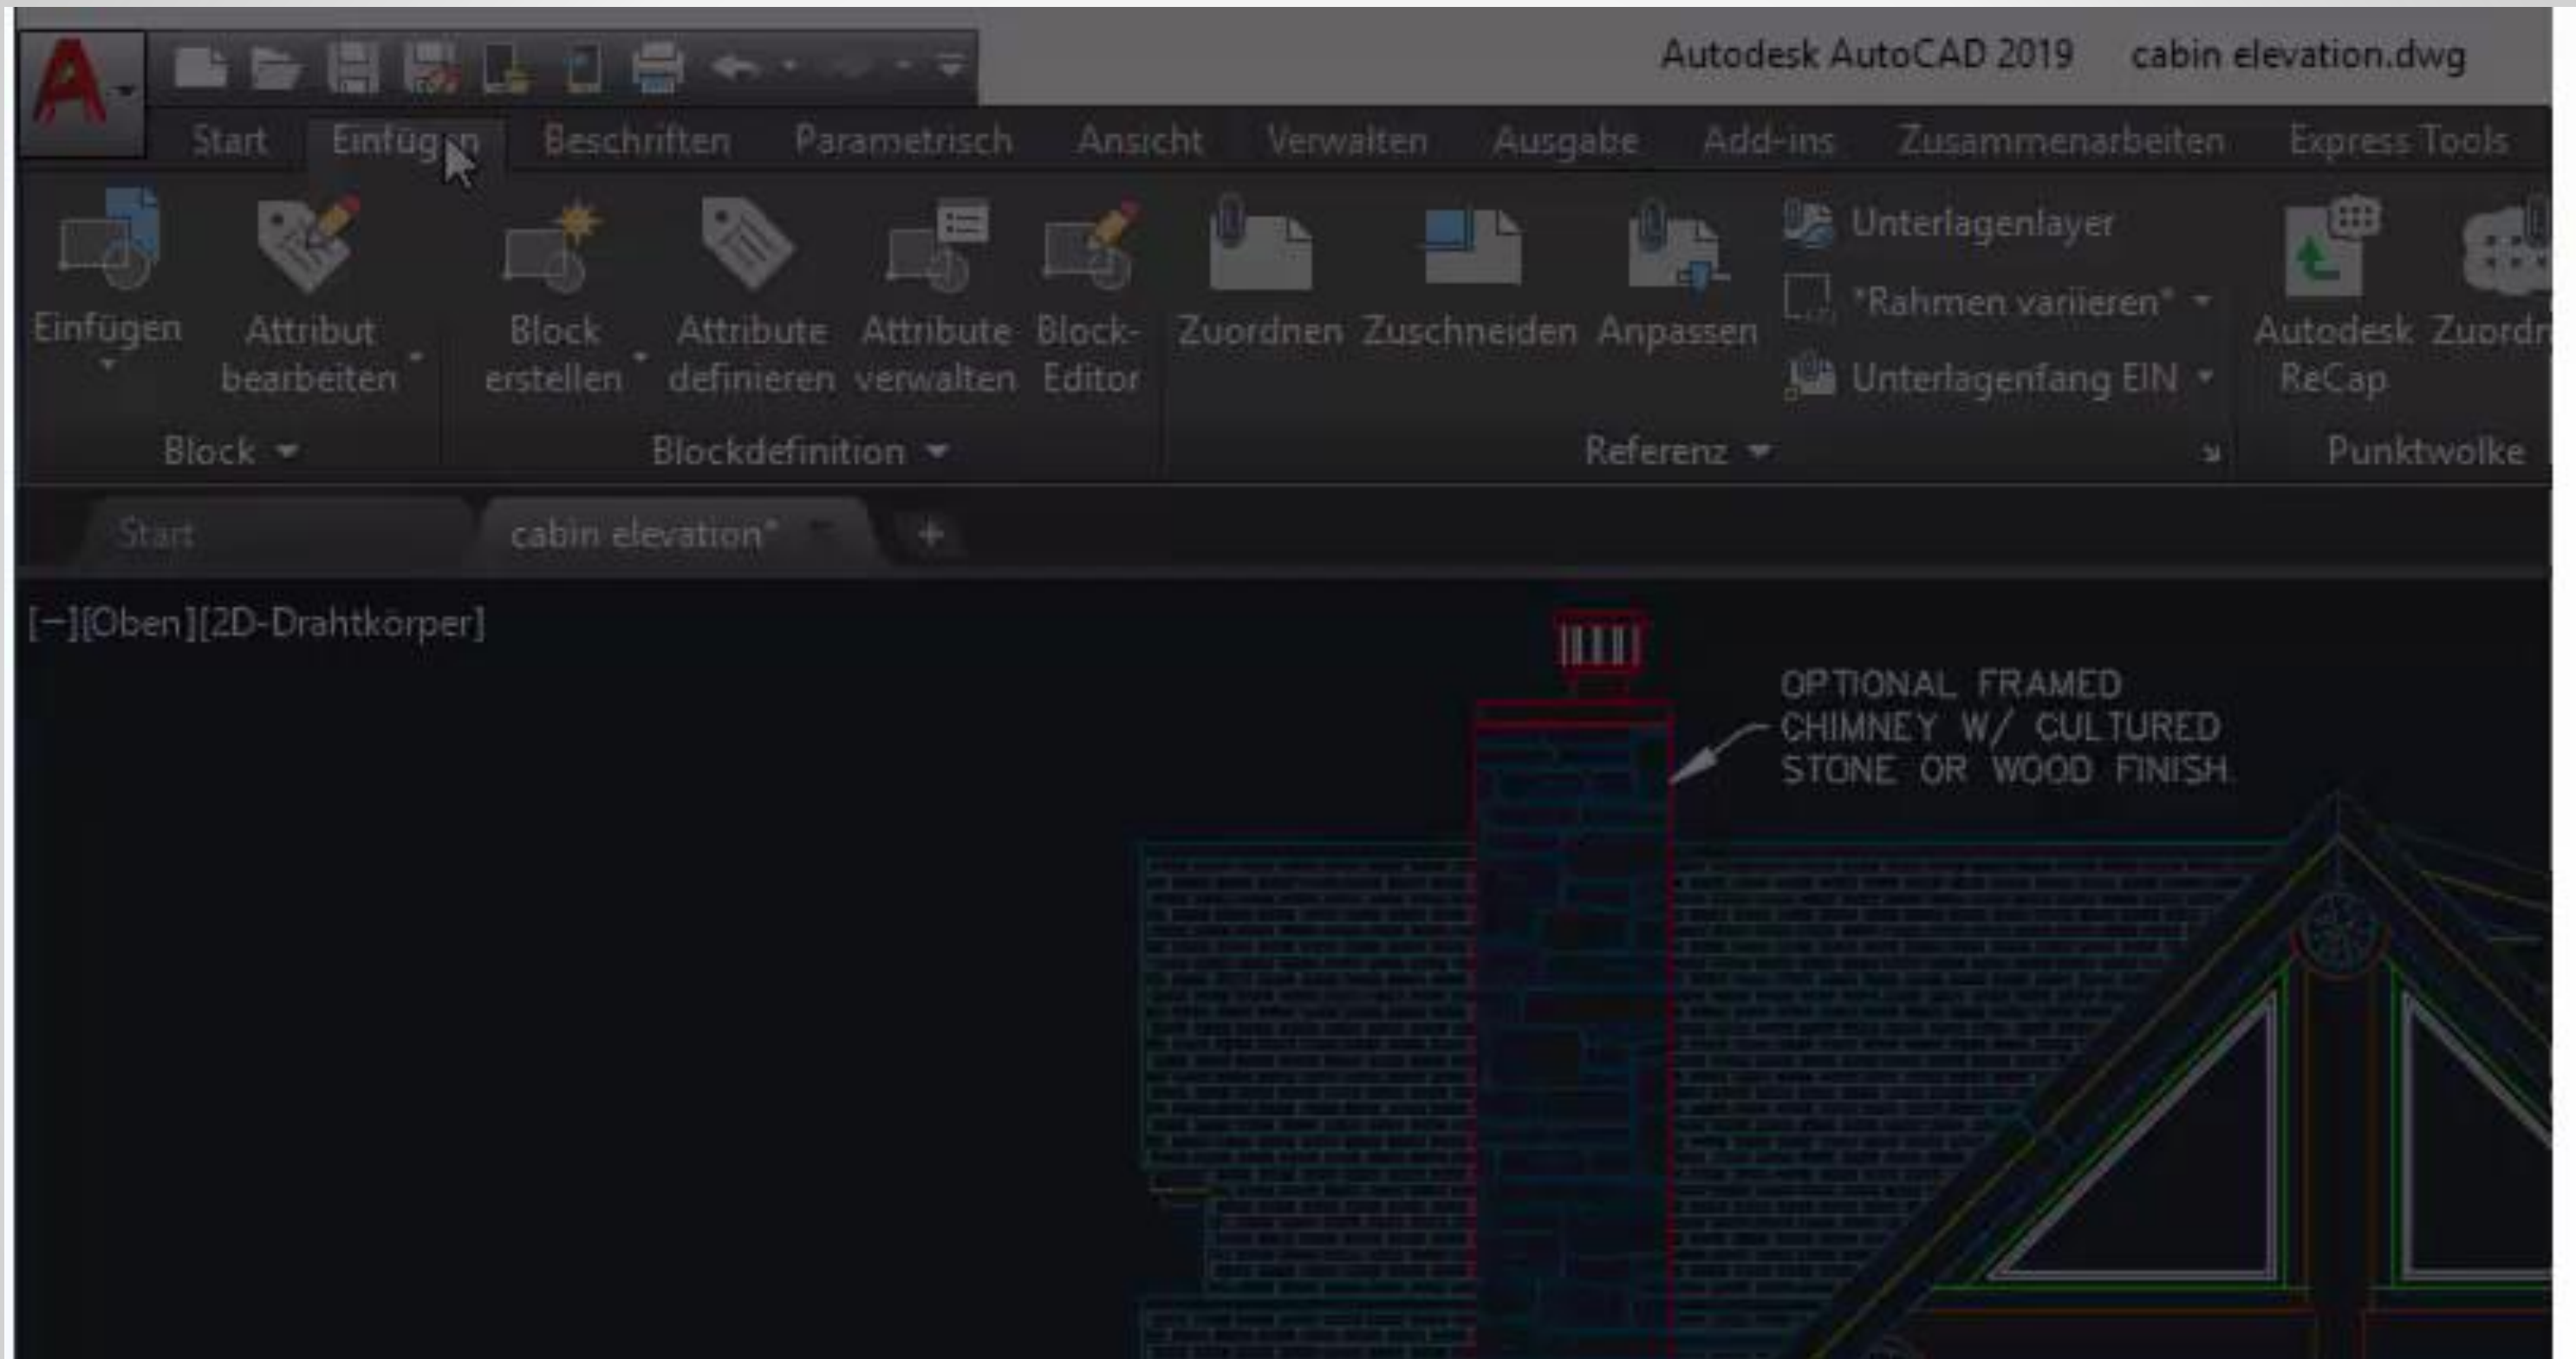 Autodesk AutoCAD 2019 cabin elevation.dwg
Start Einfügen Beschriften Parametrisch Ansicht Verwalten Ausgabe Add-ins Zusammenarbeiten Express Tools
Einfügen
Attribut
bearbeiten
Block
erstellen
Attribute
definieren
Attribute
verwalten
Block-
Editor
Zuordnen
Zuschneiden
Anpassen
Unterlagenlayer
*Rahmen variieren*
Unterlagenfang EIN
Autodesk
ReCap
Block
Blockdefinition
Referenz
Punktwolke
Start
cabin elevation*
[−][Oben][2D-Drahtkörper]
OPTIONAL FRAMED
CHIMNEY W/ CULTURED
STONE OR WOOD FINISH.